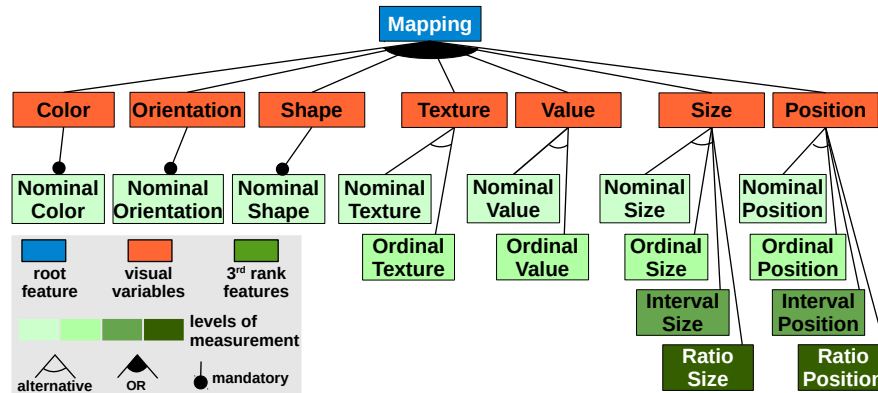 Mapping
Color Orientation Shape Texture Value Size Position
Nominal Color
Nominal Orientation
Nominal Shape
Nominal Texture
Nominal Value
Nominal Size
Nominal Position
Ordinal Texture
Ordinal Value
Ordinal Size
Ordinal Position
Interval Size
Interval Position
Ratio Size
Ratio Position
root feature
visual variables
3rd rank features
levels of measurement
alternative
OR
mandatory